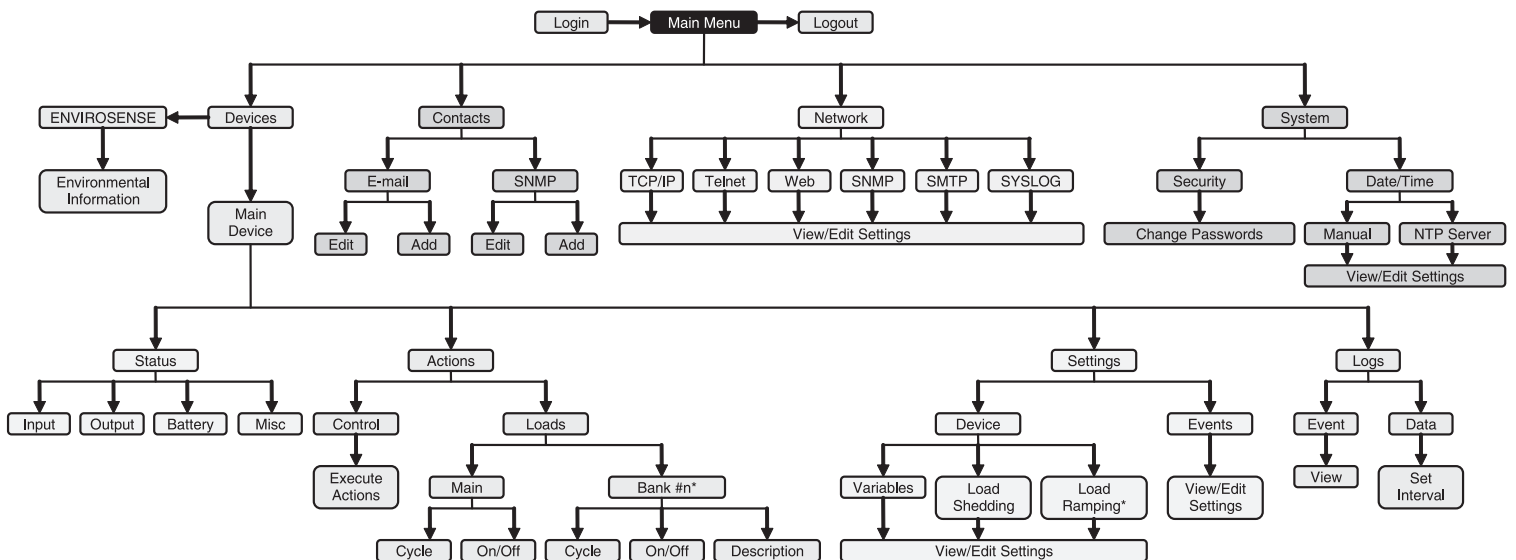 Login
Main Menu
Logout
ENVIROSENSE
Devices
Contacts
Network
System
Environmental
Information
Main
Device
E-mail
SNMP
TCP/IP
Telnet
Web
SNMP
SMTP
SYSLOG
Security
Date/Time
Edit
Add
Edit
Add
View/Edit Settings
Change Passwords
Manual
NTP Server
View/Edit Settings
Status
Actions
Settings
Logs
Input
Output
Battery
Misc
Control
Loads
Device
Events
Event
Data
Execute
Actions
Main
Bank #n*
Variables
Load
Shedding
Load
Ramping*
View/Edit
Settings
View
Set
Interval
Cycle
On/Off
Cycle
On/Off
Description
View/Edit Settings